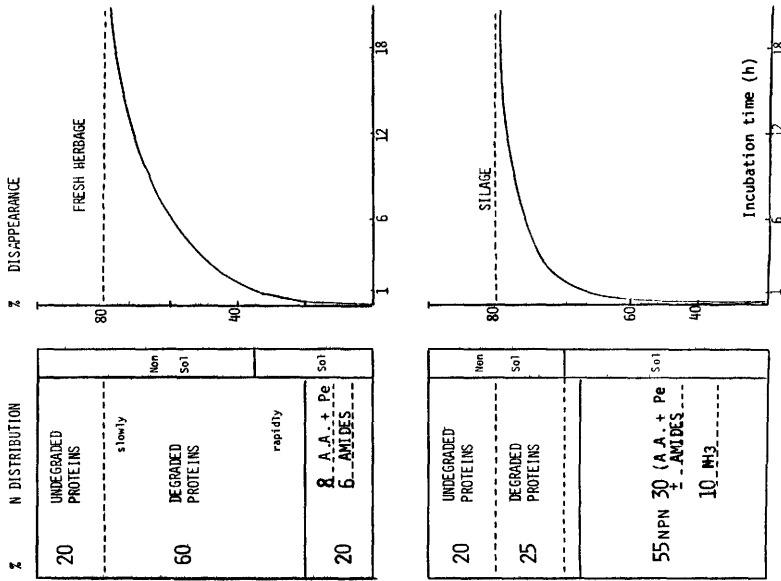 % N DISTRIBUTION
% DISAPPEARANCE
20 UNDEGRADED PROTEINS
slowly
60 DEGRADED PROTEINS
rapidly
20
8 A.A. + Pe
6 AMIDES
Non Sol
Sol
80
40
FRESH HERBAGE
1 6 12 18
20 UNDEGRADED PROTEINS
25 DEGRADED PROTEINS
55 NPN 30 (A.A. + Pe
± AMIDES
10 NH3
Non Sol
Sol
80
60
40
SILAGE
1 6 12 18
Incubation time (h)